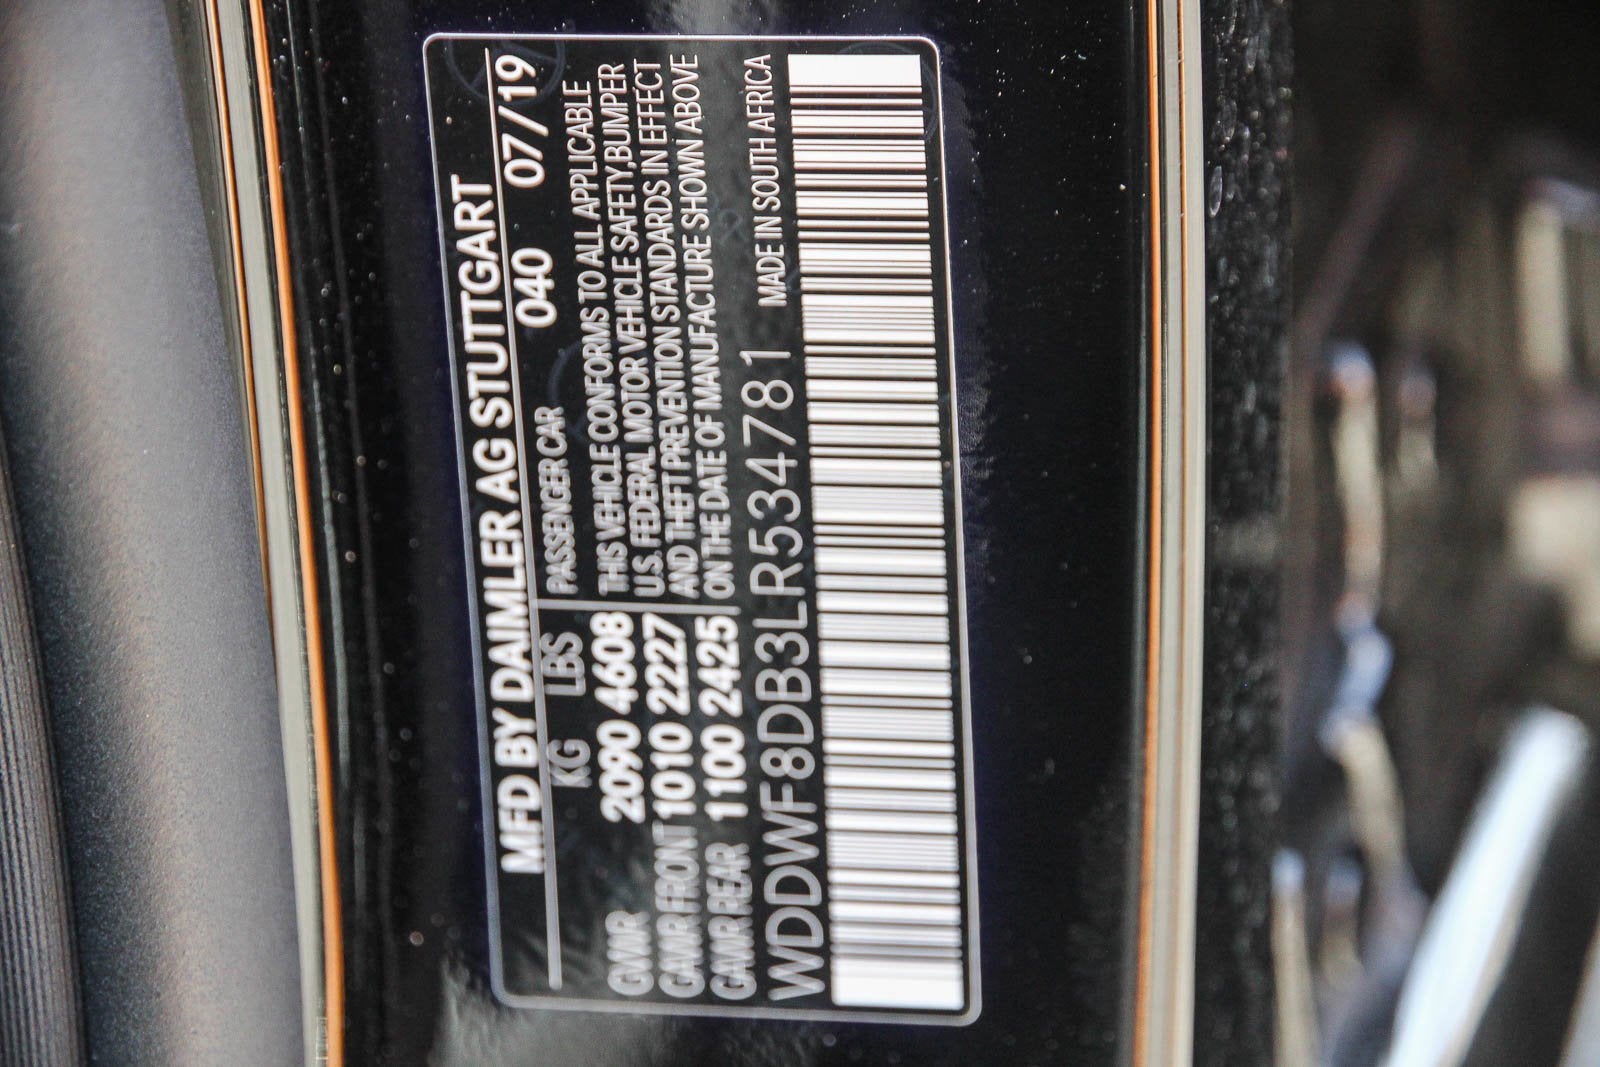 MFD BY DAIMLER AG STUTTGART
040 07/19
KG LBS PASSENGER CAR
GVWR 2090 4608 THIS VEHICLE CONFORMS TO ALL APPLICABLE
GAWR FRONT 1010 2227 U.S. FEDERAL MOTOR VEHICLE SAFETY,BUMPER
AND THEFT PREVENTION STANDARDS IN EFFECT
GAWR REAR 1100 2425 ON THE DATE OF MANUFACTURE SHOWN ABOVE
WDDWF8DB3LR534781 MADE IN SOUTH AFRICA